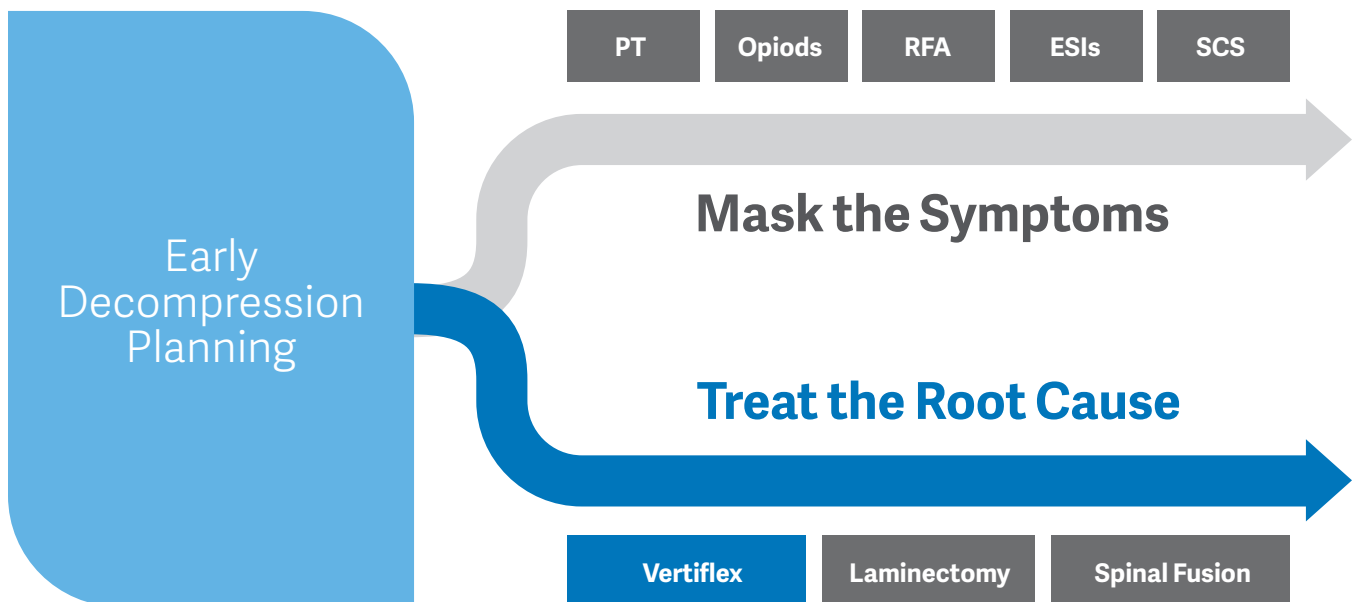 PT
Opiods
RFA
ESIs
SCS
Mask the Symptoms
Early
Decompression
Planning
Treat the Root Cause
Vertiflex
Laminectomy
Spinal Fusion